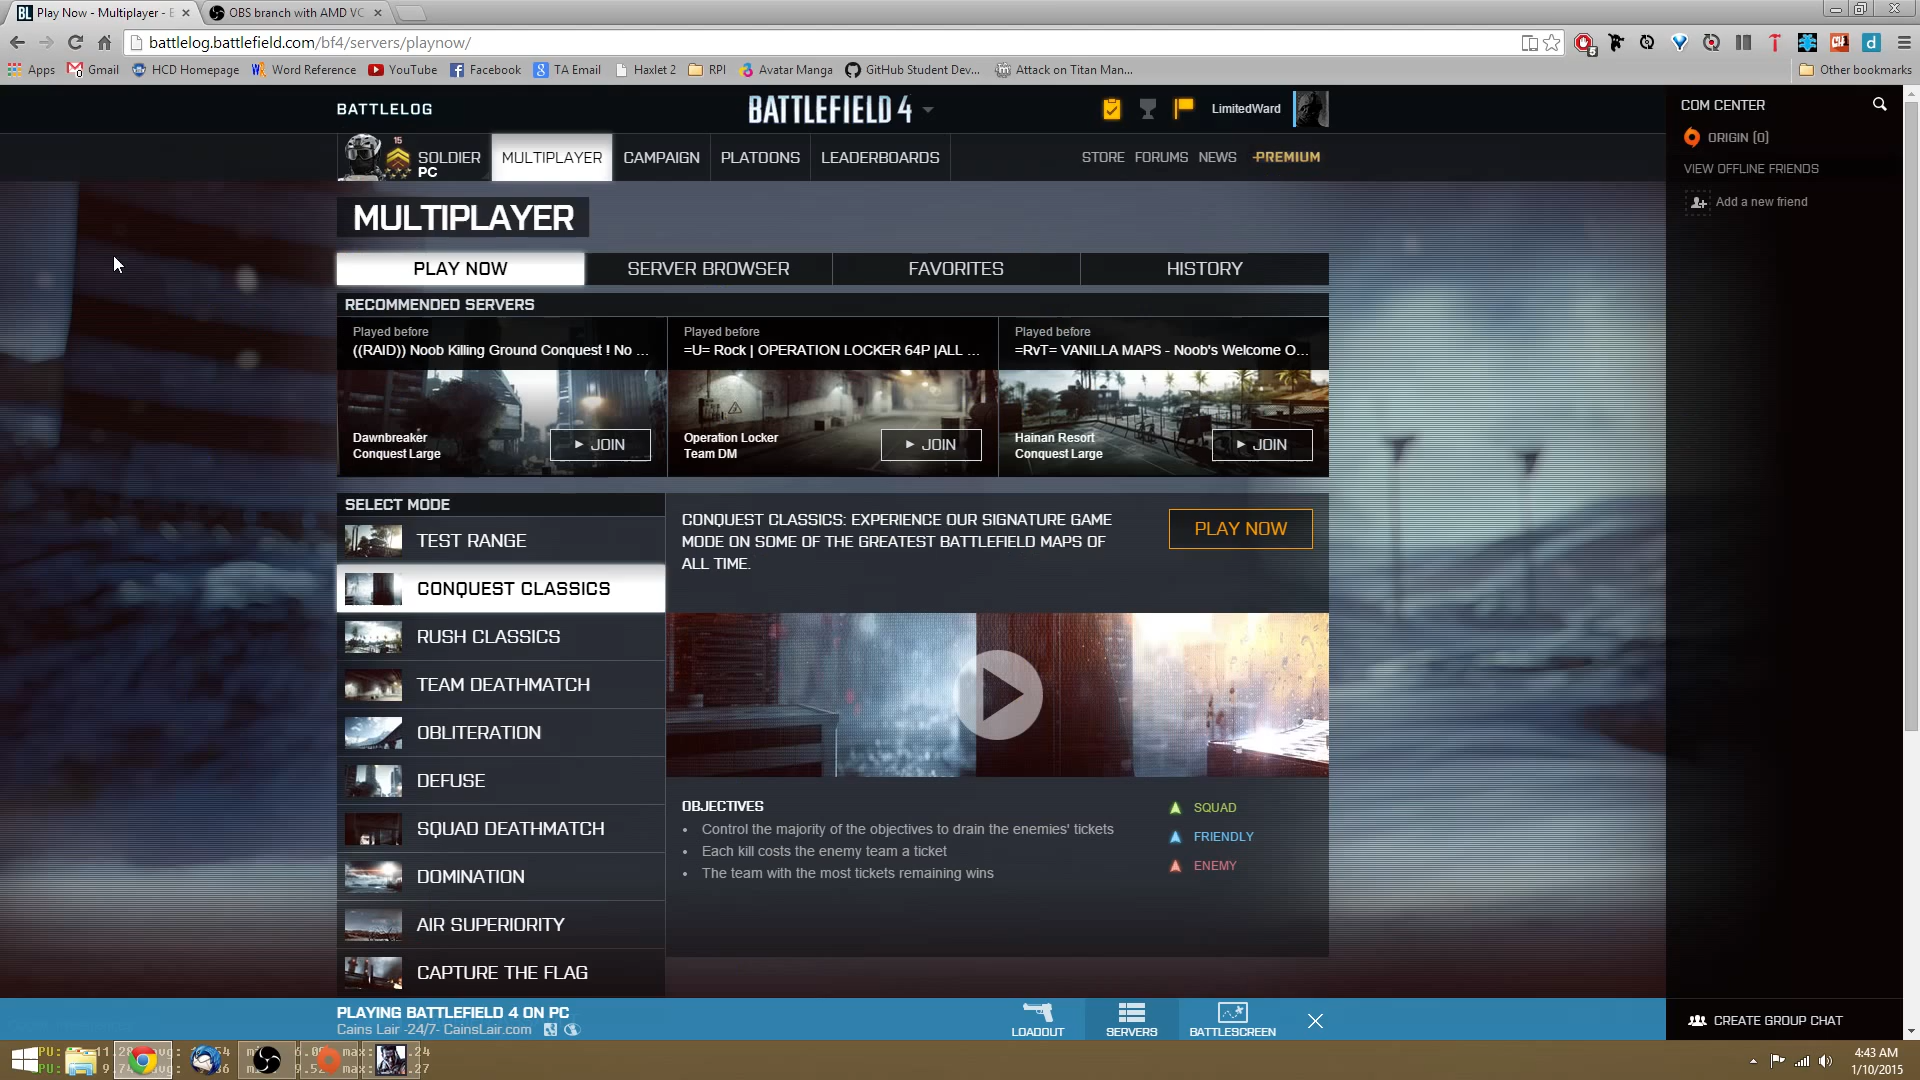 Play Now - Multiplayer - B
OBS branch with AMD VC
battlelog.battlefield.com/bf4/servers/playnow/
Apps
Gmail
HCD Homepage
Word Reference
YouTube
Facebook
TA Email
Haxlet 2
RPI
Avatar Manga
GitHub Student Dev...
Attack on Titan Man...
Other bookmarks
BATTLELOG
BATTLEFIELD 4
LimitedWard
COM CENTER
ORIGIN (0)
VIEW OFFLINE FRIENDS
Add a new friend
15
SOLDIER
PC
MULTIPLAYER
CAMPAIGN
PLATOONS
LEADERBOARDS
STORE
FORUMS
NEWS
PREMIUM
MULTIPLAYER
PLAY NOW
SERVER BROWSER
FAVORITES
HISTORY
RECOMMENDED SERVERS
Played before
((RAID)) Noob Killing Ground Conquest ! No ...
Dawnbreaker
Conquest Large
JOIN
Played before
=U= Rock | OPERATION LOCKER 64P |ALL ...
Operation Locker
Team DM
JOIN
Played before
=RvT= VANILLA MAPS - Noob's Welcome O...
Hainan Resort
Conquest Large
JOIN
SELECT MODE
TEST RANGE
CONQUEST CLASSICS
RUSH CLASSICS
TEAM DEATHMATCH
OBLITERATION
DEFUSE
SQUAD DEATHMATCH
DOMINATION
AIR SUPERIORITY
CAPTURE THE FLAG
CONQUEST CLASSICS: EXPERIENCE OUR SIGNATURE GAME
MODE ON SOME OF THE GREATEST BATTLEFIELD MAPS OF
ALL TIME.
PLAY NOW
OBJECTIVES
• Control the majority of the objectives to drain the enemies' tickets
• Each kill costs the enemy team a ticket
• The team with the most tickets remaining wins
SQUAD
FRIENDLY
ENEMY
PLAYING BATTLEFIELD 4 ON PC
Cains Lair -24/7- CainsLair.com
LOADOUT
SERVERS
BATTLESCREEN
CREATE GROUP CHAT
4:43 AM
1/10/2015